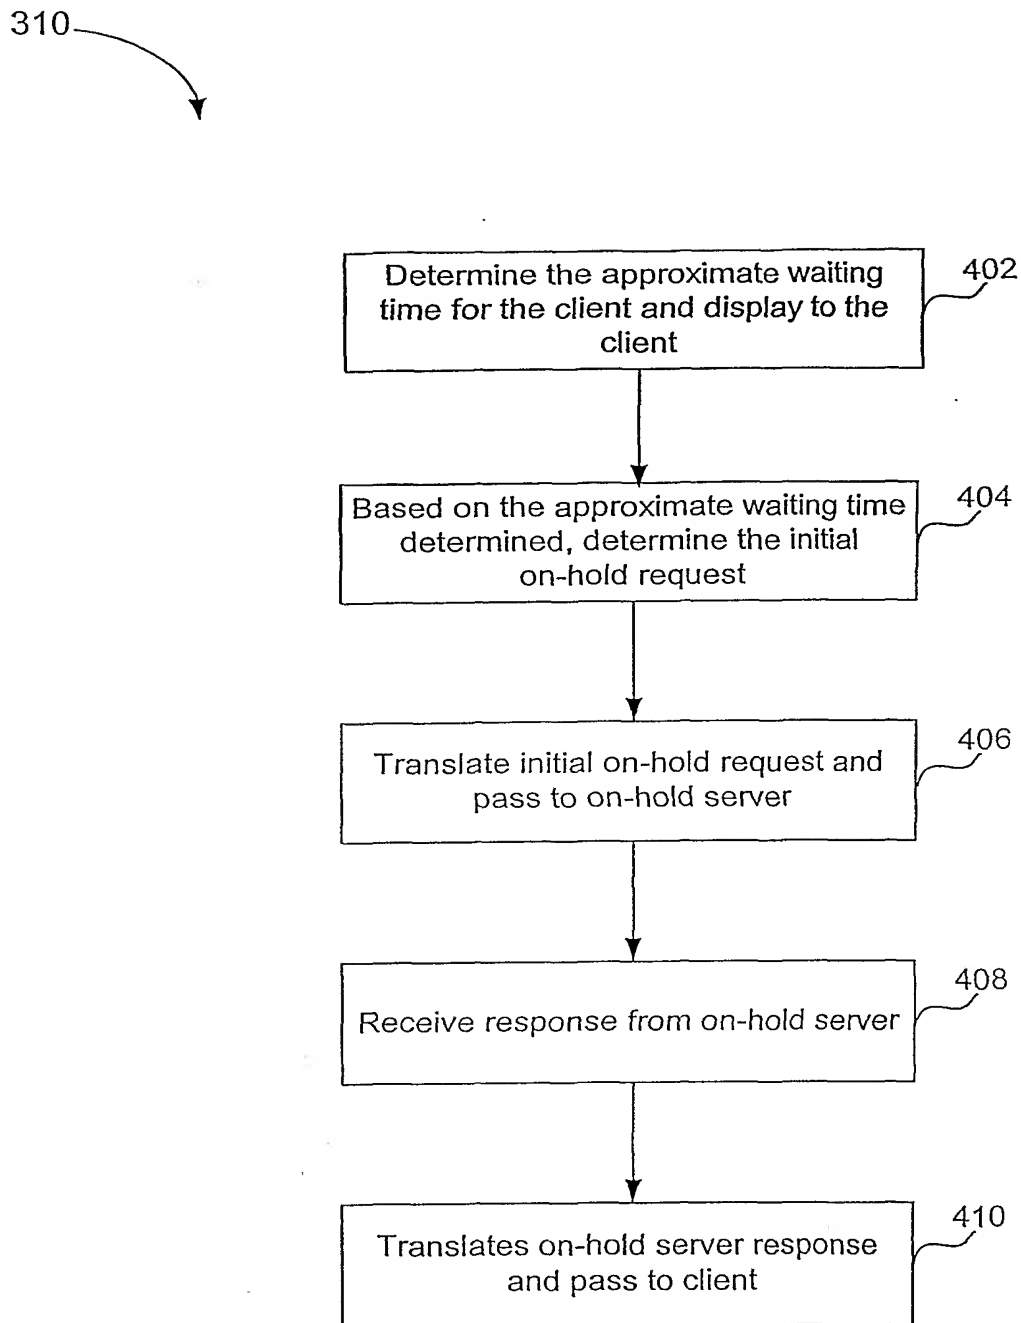 310
Determine the approximate waiting
time for the client and display to the
client
402
Based on the approximate waiting time
determined, determine the initial
on-hold request
404
Translate initial on-hold request and
pass to on-hold server
406
Receive response from on-hold server
408
Translates on-hold server response
and pass to client
410